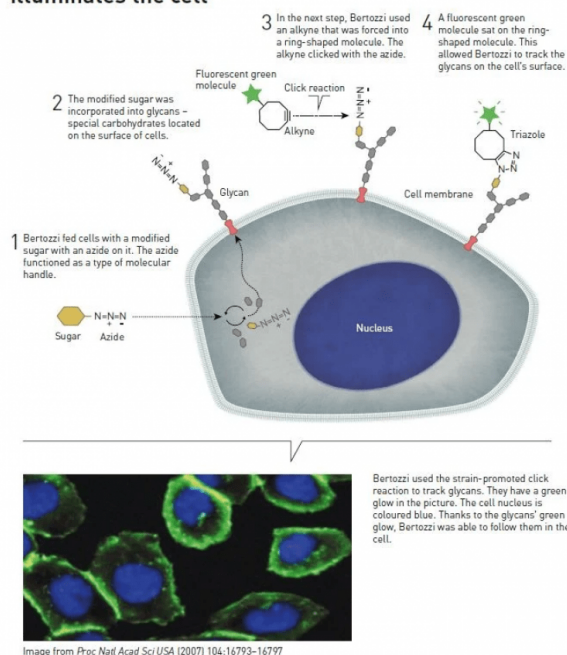 illuminates the cell
1 Bertozzi fed cells with a modified
sugar with an azide on it. The azide
functioned as a type of molecular
handle.
Sugar
N=N=N
+ -
Azide
2 The modified sugar was
incorporated into glycans –
special carbohydrates located
on the surface of cells.
N=N=N
- +
Glycan
N=N=N
+ -
3 In the next step, Bertozzi used
an alkyne that was forced into
a ring-shaped molecule. The
alkyne clicked with the azide.
Fluorescent green
molecule
Click reaction
Alkyne
N=N=N
+ -
4 A fluorescent green
molecule sat on the ring-
shaped molecule. This
allowed Bertozzi to track the
glycans on the cell's surface.
Triazole
N
N-N
Cell membrane
Nucleus
Bertozzi used the strain-promoted click
reaction to track glycans. They have a green
glow in the picture. The cell nucleus is
coloured blue. Thanks to the glycans' green
glow, Bertozzi was able to follow them in the
cell.
Image from Proc Natl Acad Sci USA (2007) 104:16793–16797